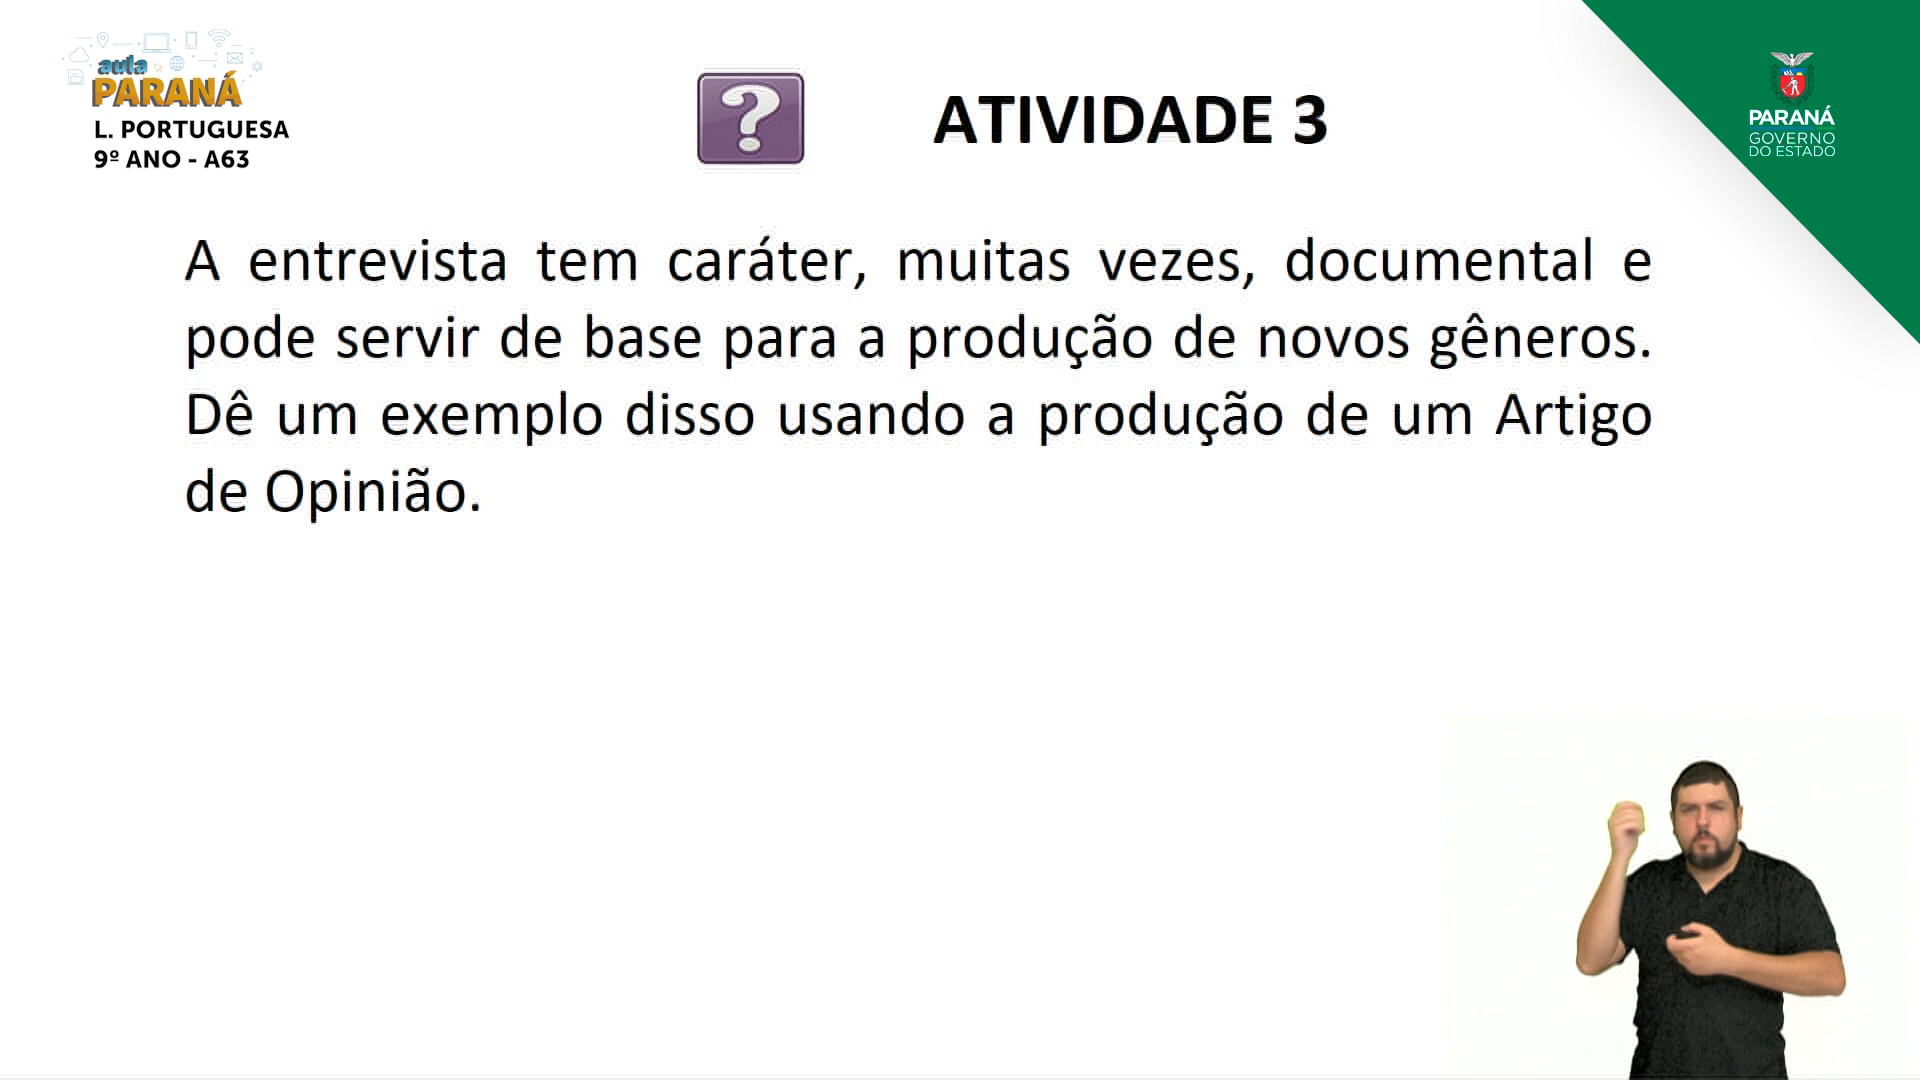 aula
PARANÁ
L. PORTUGUESA
9º ANO - A63
?
ATIVIDADE 3
PARANÁ
GOVERNO
DO ESTADO
A entrevista tem caráter, muitas vezes, documental e
pode servir de base para a produção de novos gêneros.
Dê um exemplo disso usando a produção de um Artigo
de Opinião.